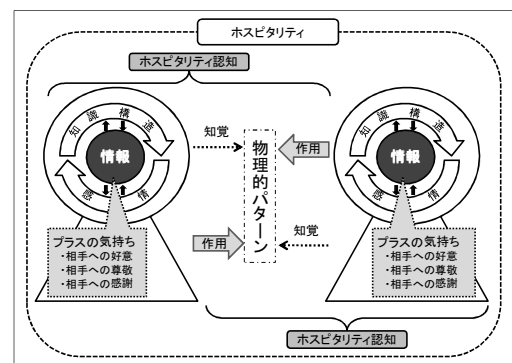 ホスピタリティ
ホスピタリティ認知
知識構造
情報
感情
プラスの気持ち
・相手への好意
・相手への尊敬
・相手への感謝
知覚
作用
物理的パターン
作用
知覚
知識構造
情報
感情
プラスの気持ち
・相手への好意
・相手への尊敬
・相手への感謝
ホスピタリティ認知